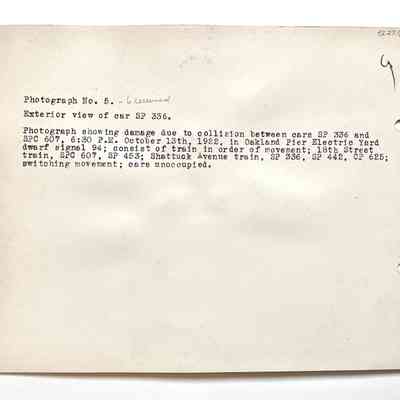 Photograph No. 5. - 6 received
Exterior view of car SP 336.
Photograph showing damage due to collision between cars SP 336 and
SPC 607, 6:30 P.M. October 13th, 1922, in Oakland Pier Electric Yard
dwarf signal 94; consist of train in order of movement; 18th Street
train, SPC 607, SP 453; Shattuck Avenue train, SP 336, SP 442, CP 625;
switching movement; cars unoccupied.